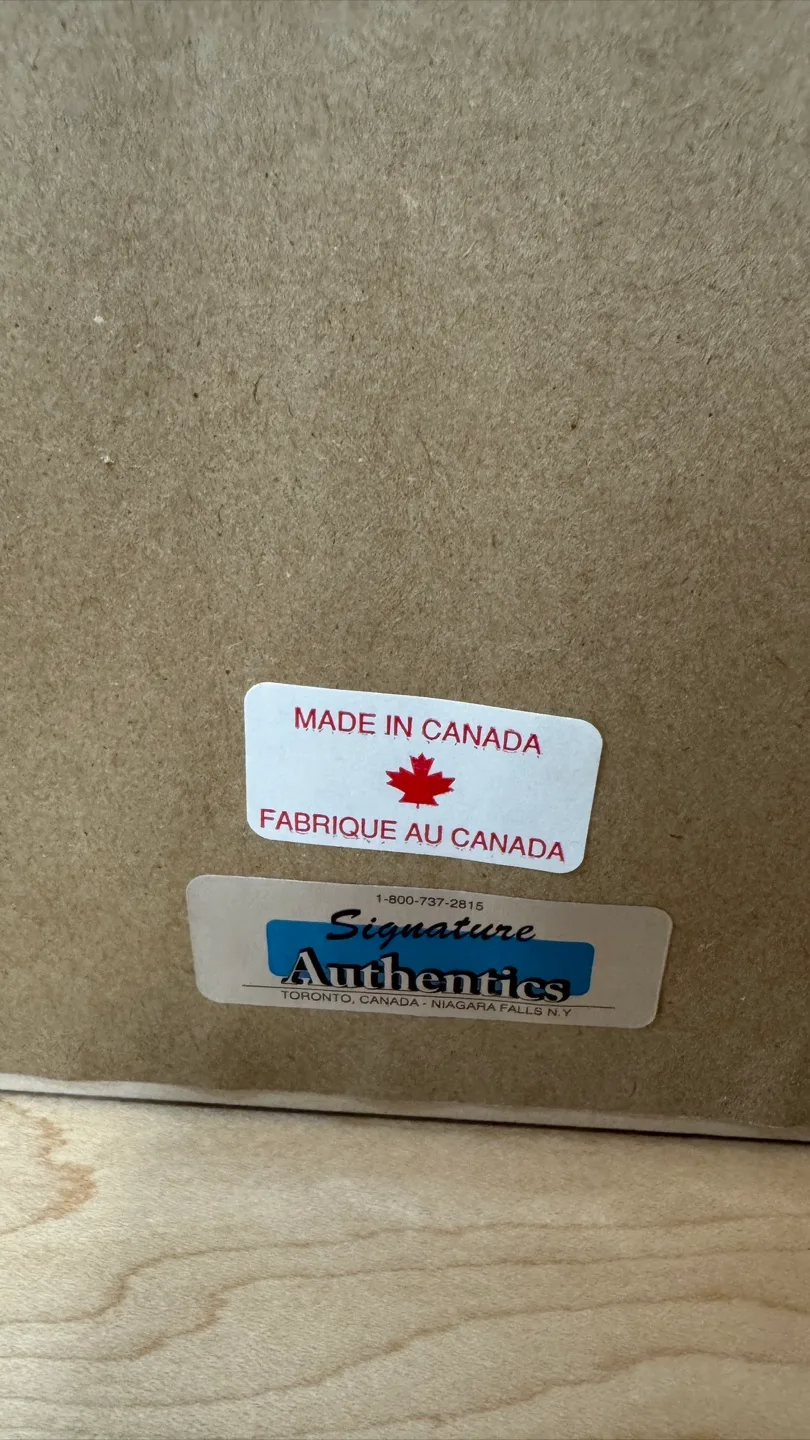 MADE IN CANADA
FABRIQUE AU CANADA
1-800-737-2815
Signature
Authentics
TORONTO, CANADA - NIAGARA FALLS N.Y